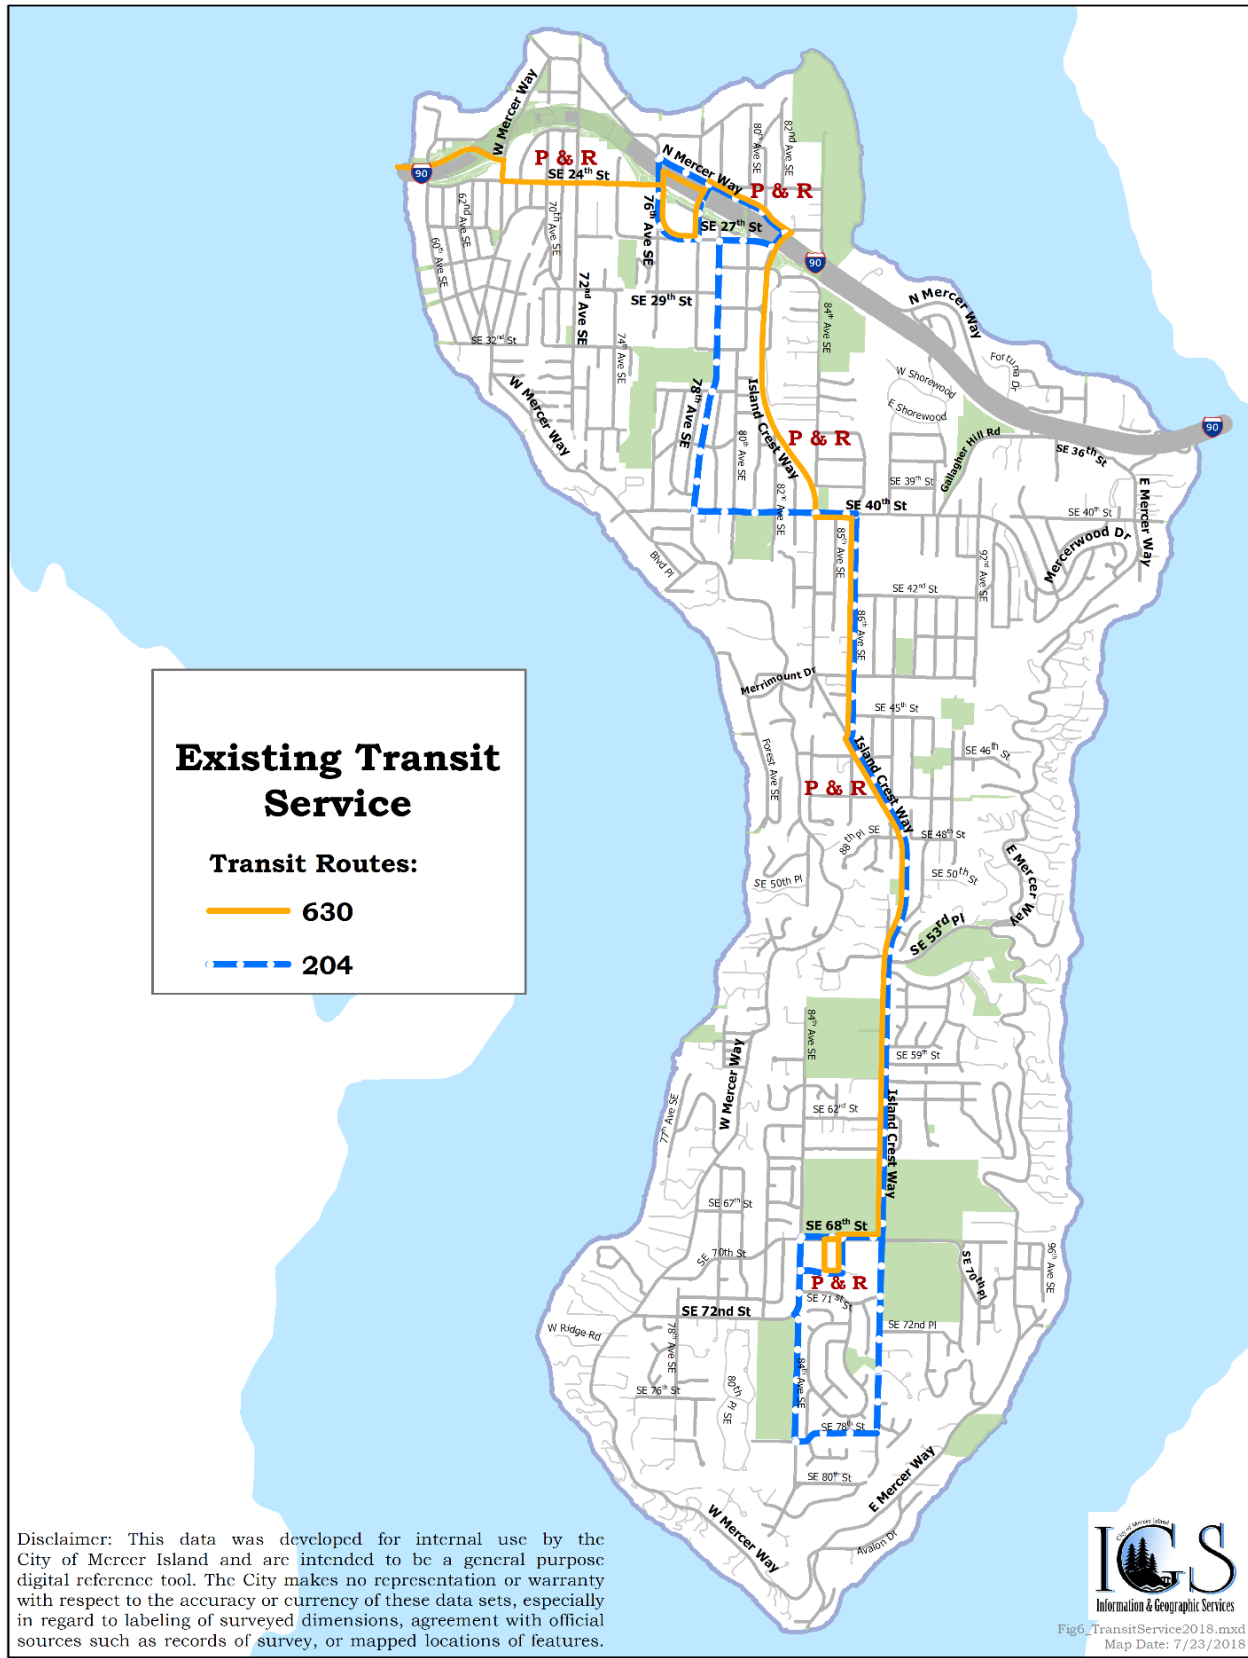 W Mercer Way
80th Ave SE
82nd Ave SE
N Mercer Way
P & R
SE 24th St
90
P & R
62nd Ave SE
70th Ave SE
76th Ave SE
SE 27th St
60th Ave SE
90
72nd Ave SE
SE 29th St
N Mercer Way
84th Ave SE
SE 32nd St
74th Ave SE
Fortuna Dr
W Shorewood
W Mercer Way
78th Ave SE
Island Crest Way
E Shorewood
90
80th Ave SE
P & R
Gallagher Hill Rd
SE 36th St
SE 39th St
82nd Ave SE
SE 40th St
SE 40th St
E Mercer Way
85th Ave SE
Mercerwood Dr
Blvd Pl
92nd Ave SE
SE 42nd St
86th Ave SE
Merrimount Dr
SE 45th St
Existing Transit
Service
Transit Routes:
630
204
Forest Ave SE
Island Crest Way
SE 46th St
P & R
88th Pl SE
SE 48th St
E Mercer Way
SE 50th Pl
SE 50th St
SE 53rd Pl
84th Ave SE
W Mercer Way
SE 59th St
77th Ave SE
SE 62nd St
Island Crest Way
SE 67th St
SE 68th St
SE 70th St
SE 70th Pl
96th Ave SE
P & R
SE 71st St
SE 72nd St
W Ridge Rd
78th Ave SE
SE 72nd Pl
84th Ave SE
SE 76th St
80th Pl SE
SE 78th St
SE 80th St
E Mercer Way
W Mercer Way
Avalon Dr
Disclaimer: This data was developed for internal use by the
City of Mercer Island and are intended to be a general purpose
digital reference tool. The City makes no representation or warranty
with respect to the accuracy or currency of these data sets, especially
in regard to labeling of surveyed dimensions, agreement with official
sources such as records of survey, or mapped locations of features.
City of Mercer Island
IGS
Information & Geographic Services
Fig6_TransitService2018.mxd
Map Date: 7/23/2018